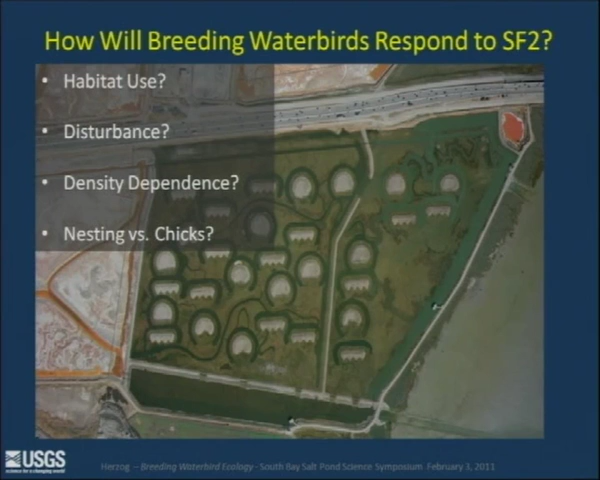 How Will Breeding Waterbirds Respond to SF2?
• Habitat Use?
• Disturbance?
• Density Dependence?
• Nesting vs. Chicks?
USGS
science for a changing world
Herzog – Breeding Waterbird Ecology - South Bay Salt Pond Science Symposium February 3, 2011